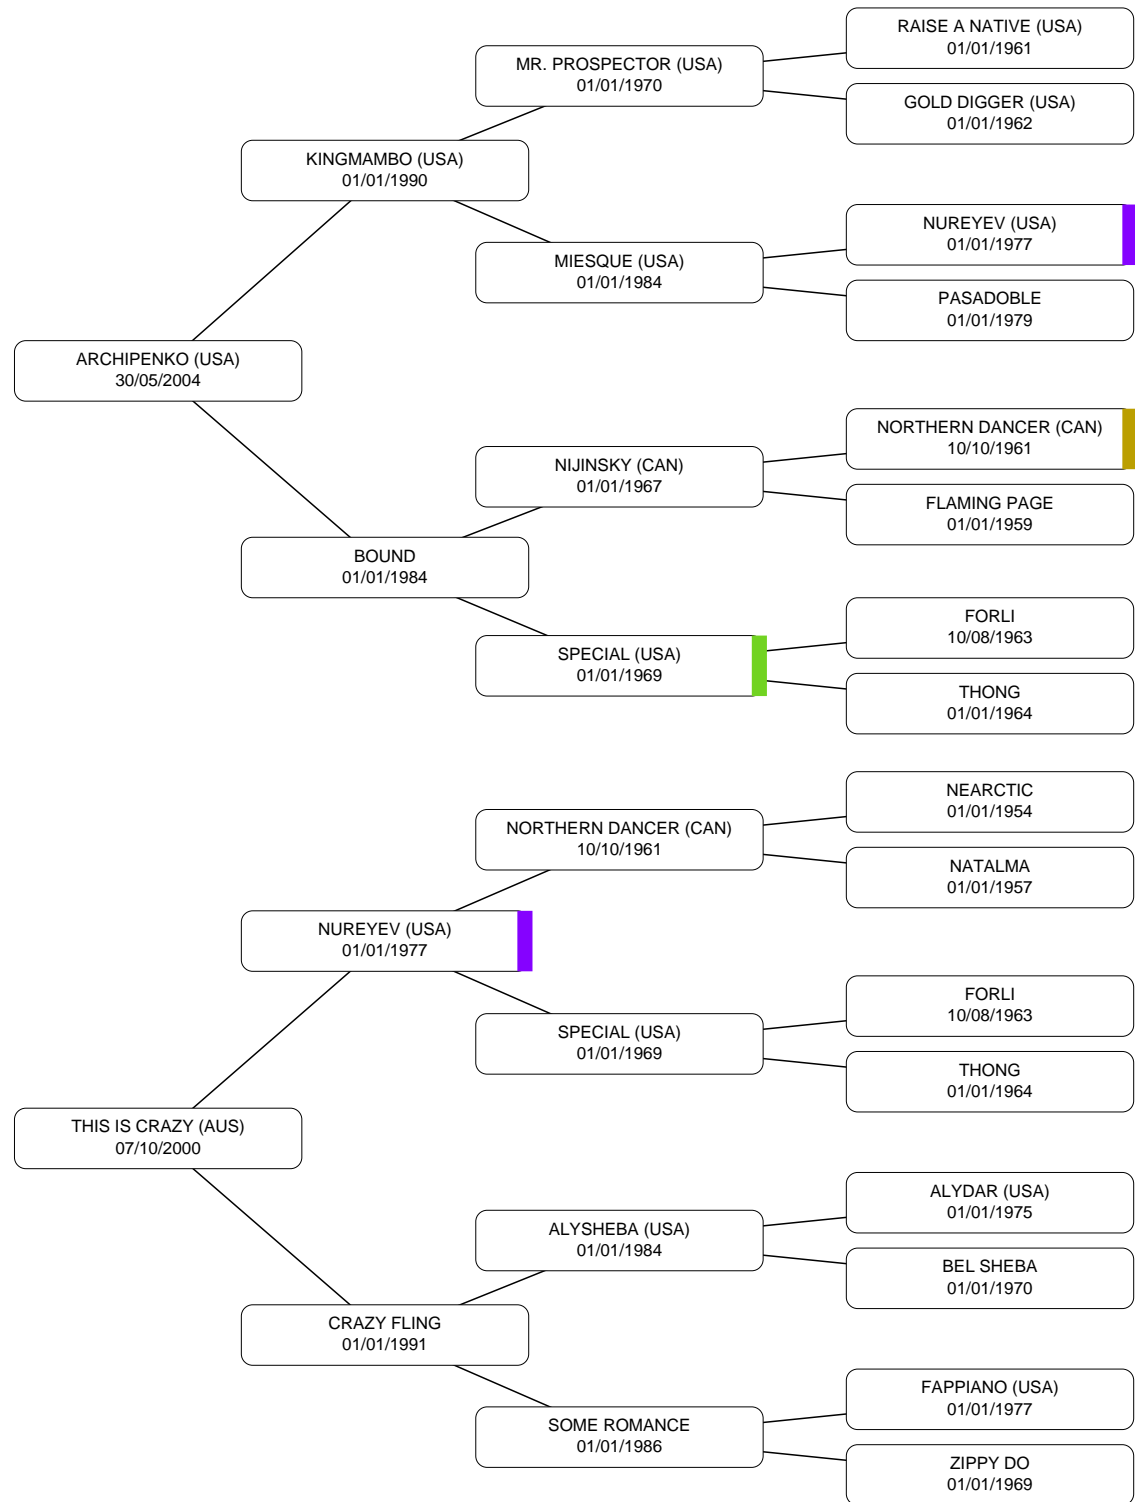 RAISE A NATIVE (USA)
01/01/1961
MR. PROSPECTOR (USA)
01/01/1970
GOLD DIGGER (USA)
01/01/1962
KINGMAMBO (USA)
01/01/1990
NUREYEV (USA)
01/01/1977
MIESQUE (USA)
01/01/1984
PASADOBLE
01/01/1979
ARCHIPENKO (USA)
30/05/2004
NORTHERN DANCER (CAN)
10/10/1961
NIJINSKY (CAN)
01/01/1967
FLAMING PAGE
01/01/1959
BOUND
01/01/1984
FORLI
10/08/1963
SPECIAL (USA)
01/01/1969
THONG
01/01/1964
NEARCTIC
01/01/1954
NORTHERN DANCER (CAN)
10/10/1961
NATALMA
01/01/1957
NUREYEV (USA)
01/01/1977
FORLI
10/08/1963
SPECIAL (USA)
01/01/1969
THONG
01/01/1964
THIS IS CRAZY (AUS)
07/10/2000
ALYDAR (USA)
01/01/1975
ALYSHEBA (USA)
01/01/1984
BEL SHEBA
01/01/1970
CRAZY FLING
01/01/1991
FAPPIANO (USA)
01/01/1977
SOME ROMANCE
01/01/1986
ZIPPY DO
01/01/1969